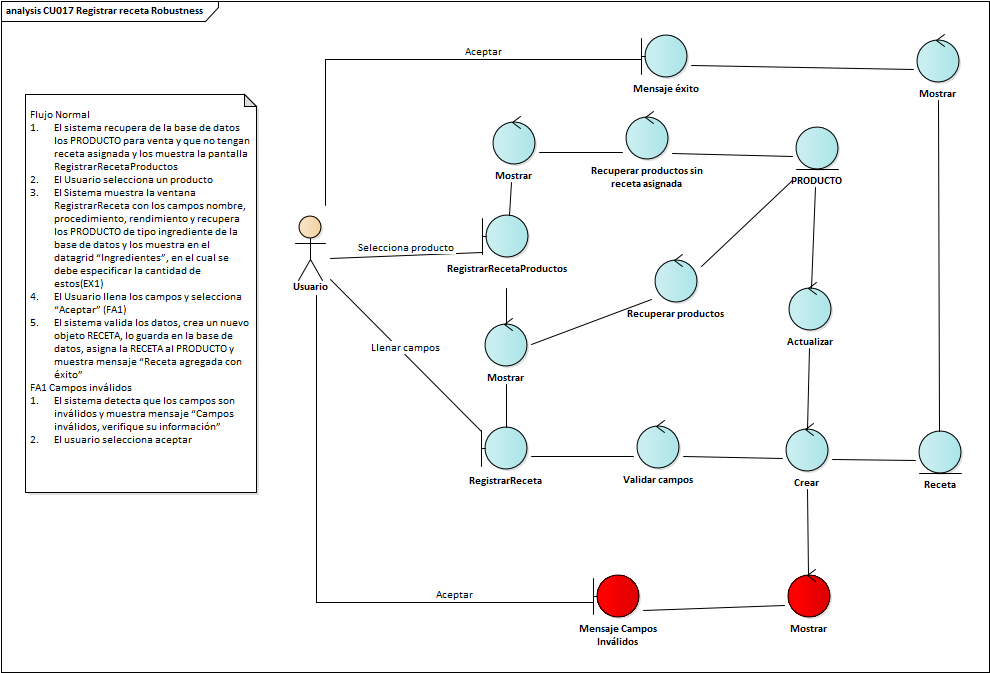 analysis CU017 Registrar receta Robustness
Flujo Normal
1. El sistema recupera de la base de datos
los PRODUCTO para venta y que no tengan
receta asignada y los muestra la pantalla
RegistrarRecetaProductos
2. El Usuario selecciona un producto
3. El Sistema muestra la ventana
RegistrarReceta con los campos nombre,
procedimiento, rendimiento y recupera
los PRODUCTO de tipo ingrediente de la
base de datos y los muestra en el
datagrid “Ingredientes”, en el cual se
debe especificar la cantidad de
estos(EX1)
4. El Usuario llena los campos y selecciona
“Aceptar” (FA1)
5. El sistema valida los datos, crea un nuevo
objeto RECETA, lo guarda en la base de
datos, asigna la RECETA al PRODUCTO y
muestra mensaje “Receta agregada con
éxito”
FA1 Campos inválidos
1. El sistema detecta que los campos son
inválidos y muestra mensaje “Campos
inválidos, verifique su información”
2. El usuario selecciona aceptar
Aceptar
Mensaje éxito
Mostrar
Mostrar
Recuperar productos sin
receta asignada
PRODUCTO
Selecciona producto
RegistrarRecetaProductos
Usuario
Recuperar productos
Actualizar
Llenar campos
Mostrar
RegistrarReceta
Validar campos
Crear
Receta
Aceptar
Mensaje Campos
Inválidos
Mostrar